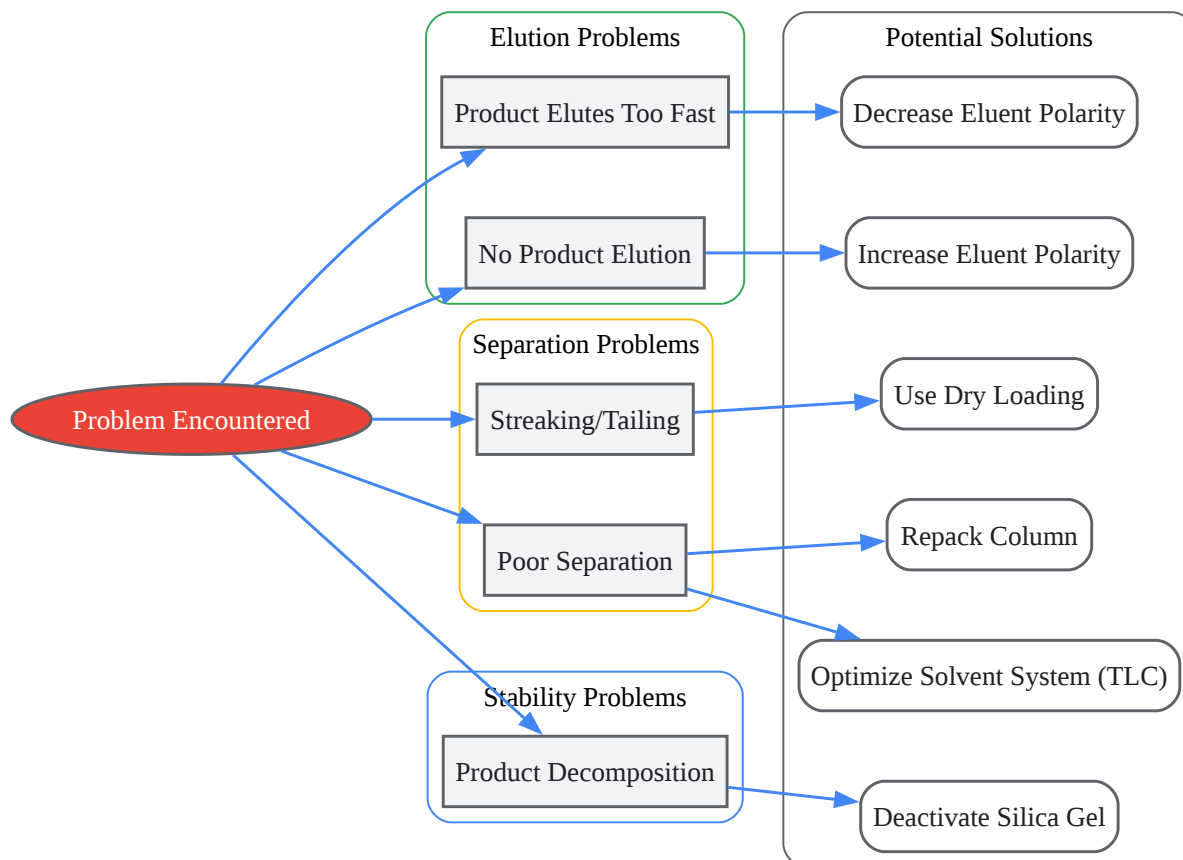 Problem Encountered
Elution Problems
Product Elutes Too Fast
No Product Elution
Separation Problems
Streaking/Tailing
Poor Separation
Stability Problems
Product Decomposition
Potential Solutions
Decrease Eluent Polarity
Increase Eluent Polarity
Use Dry Loading
Repack Column
Optimize Solvent System (TLC)
Deactivate Silica Gel